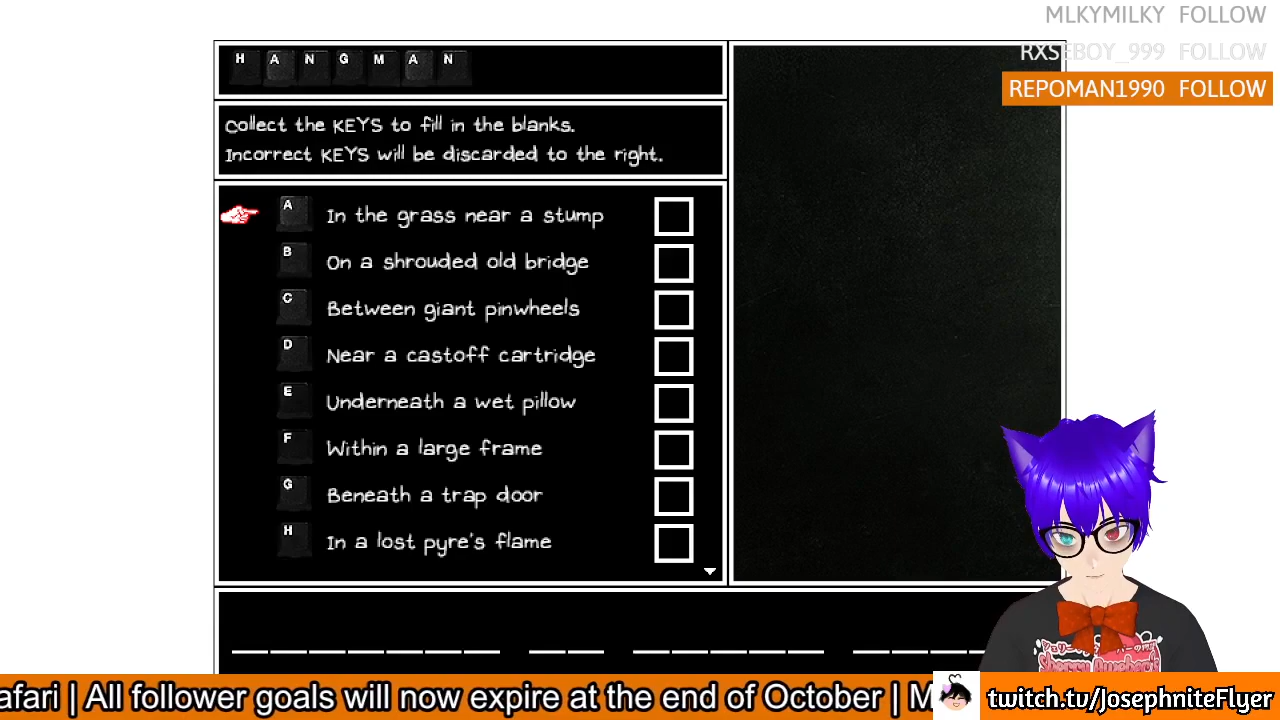 MLKYMILKY FOLLOW
RXSEBOY_999 FOLLOW
REPOMAN1990 FOLLOW
H A N G M A N
Collect the KEYS to fill in the blanks.
Incorrect KEYS will be discarded to the right.
A In the grass near a stump
B On a shrouded old bridge
C Between giant pinwheels
D Near a castoff cartridge
E Underneath a wet pillow
F Within a large frame
G Beneath a trap door
H In a lost pyre's flame
afari | All follower goals will now expire at the end of October | M
twitch.tv/JosephniteFlyer